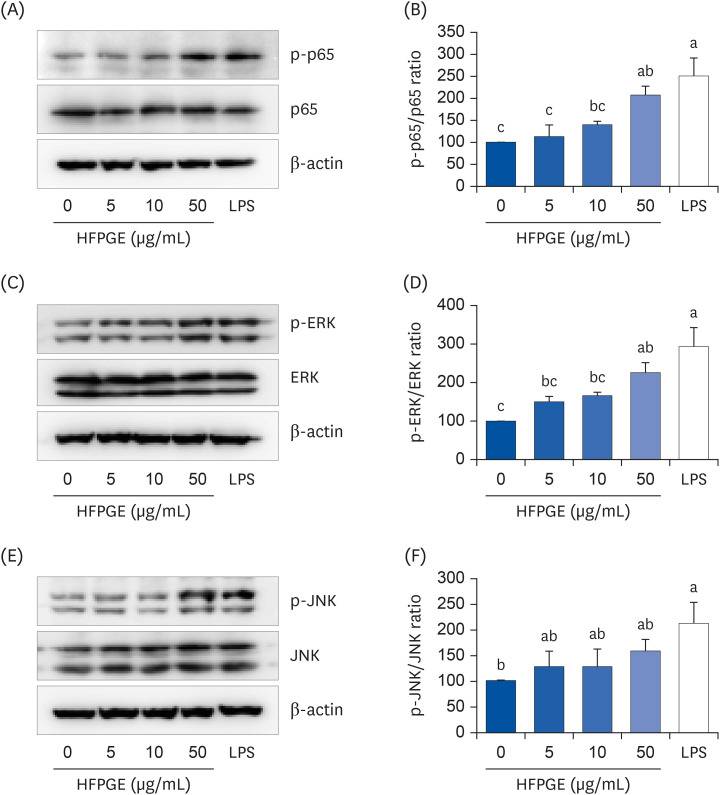 (A)
p-p65
p65
β-actin
0 5 10 50 LPS
HFPGE (µg/mL)
(B)
p-p65/p65 ratio
350
300
250
200
150
100
50
0
c c bc ab a
0 5 10 50 LPS
HFPGE (µg/mL)
(C)
p-ERK
ERK
β-actin
0 5 10 50 LPS
HFPGE (µg/mL)
(D)
p-ERK/ERK ratio
400
300
200
100
0
c bc bc ab a
0 5 10 50 LPS
HFPGE (µg/mL)
(E)
p-JNK
JNK
β-actin
0 5 10 50 LPS
HFPGE (µg/mL)
(F)
p-JNK/JNK ratio
300
250
200
150
100
50
0
b ab ab ab a
0 5 10 50 LPS
HFPGE (µg/mL)